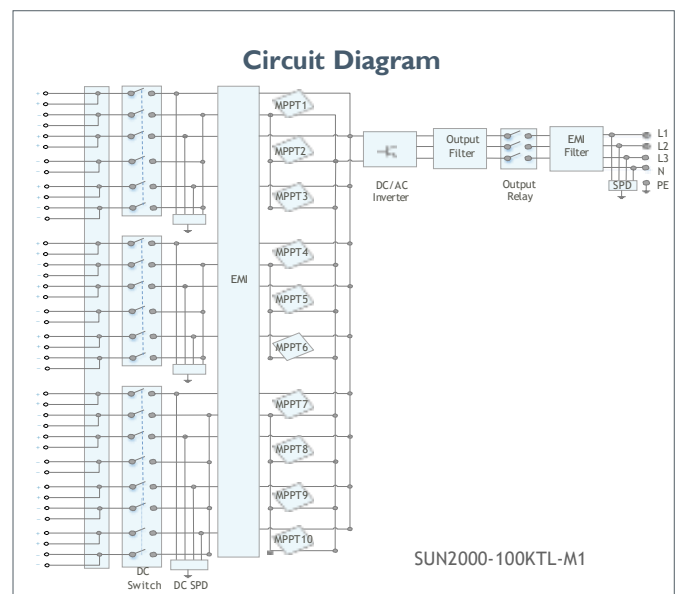 Circuit Diagram
MPPT1
MPPT2
MPPT3
MPPT4
MPPT5
MPPT6
MPPT7
MPPT8
MPPT9
MPPT10
EMI
DC
Switch
DC SPD
DC/AC
Inverter
Output
Filter
Output
Relay
EMI
Filter
SPD
L1
L2
L3
N
PE
SUN2000-100KTL-M1